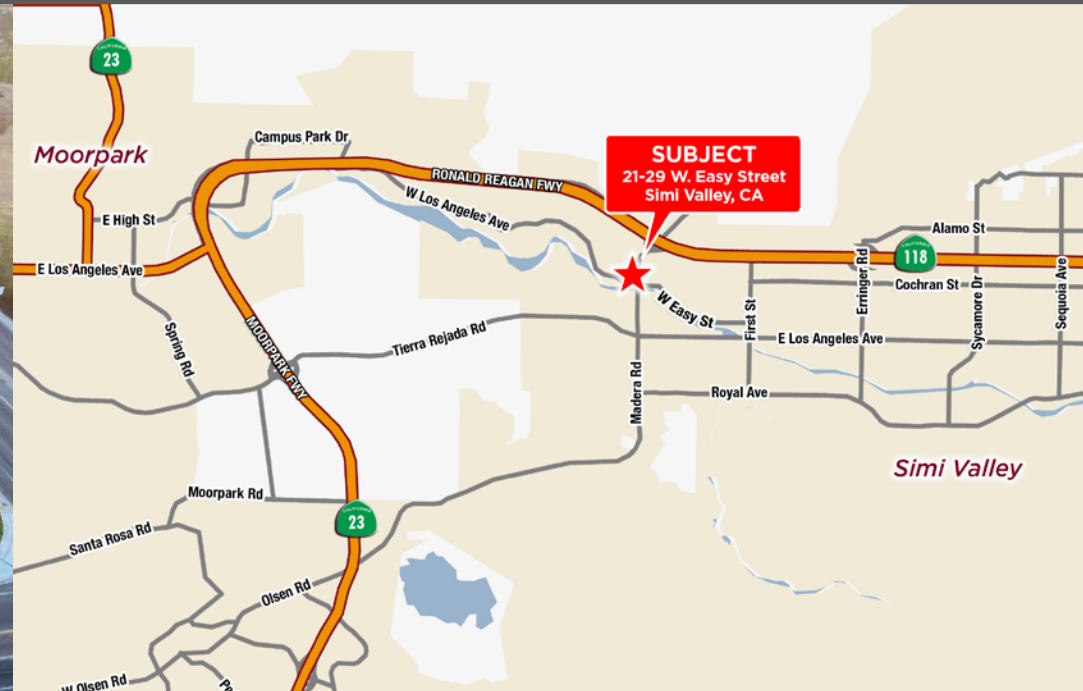 CALIFORNIA
23
Moorpark
Campus Park Dr
RONALD REAGAN FWY
SUBJECT
21-29 W. Easy Street
Simi Valley, CA
W Los Angeles Ave
E High St
Alamo St
CALIFORNIA
118
E Los Angeles Ave
Cochran St
Erringer Rd
Sycamore Dr
Sequoia Ave
W Easy St
First St
E Los Angeles Ave
Spring Rd
MOORPARK FWY
Tierra Rejada Rd
Madera Rd
Royal Ave
Simi Valley
Moorpark Rd
CALIFORNIA
23
Santa Rosa Rd
Olsen Rd
W Olsen Rd